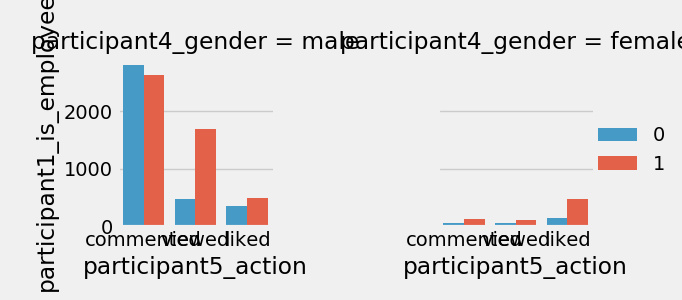 participant4_gender = male
participant4_gender = female
participant1_is_employee
2000
1000
0
commented
viewed
liked
commented
viewed
liked
participant5_action
participant5_action
0
1